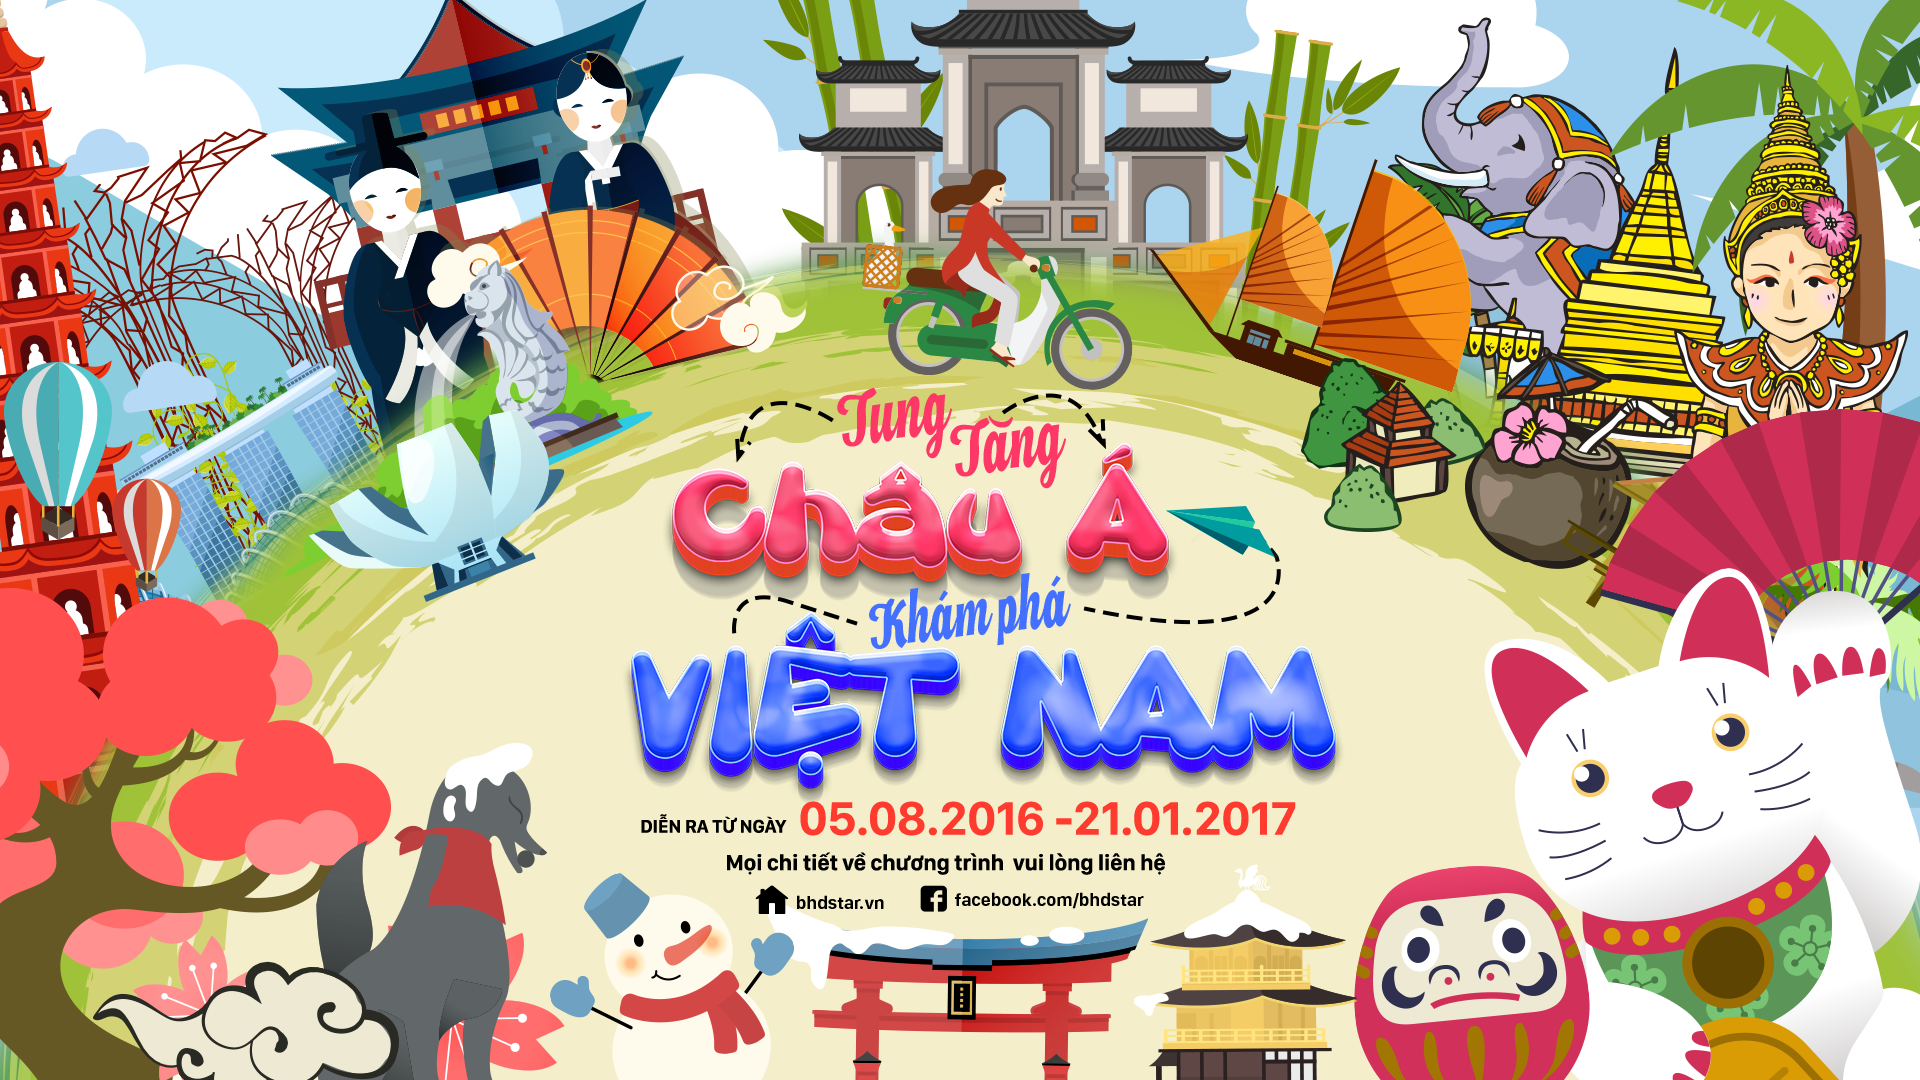 Tung
Tăng
Châu Á
Khám phá
VIỆT NAM
DIỄN RA TỪ NGÀY 05.08.2016 -21.01.2017
Mọi chi tiết về chương trình vui lòng liên hệ
bhdstar.vn facebook.com/bhdstar